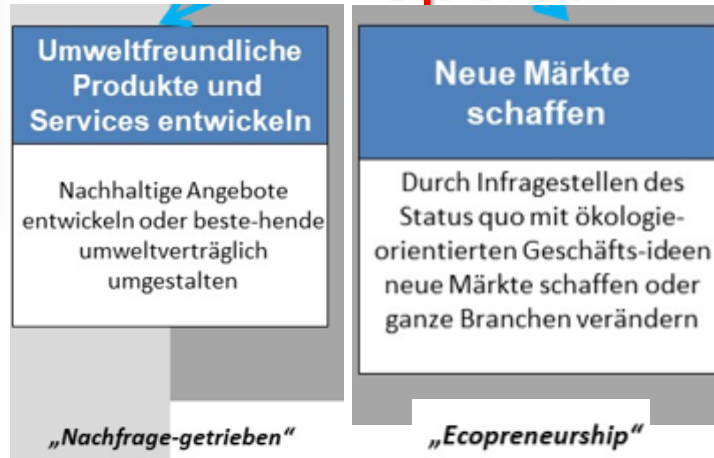 Umweltfreundliche
Produkte und
Services entwickeln
Nachhaltige Angebote
entwickeln oder beste-hende
umweltverträglich
umgestalten
„Nachfrage-getrieben“
Neue Märkte
schaffen
Durch Infragestellen des
Status quo mit ökologie-
orientierten Geschäfts-ideen
neue Märkte schaffen oder
ganze Branchen verändern
„Ecopreneurship“